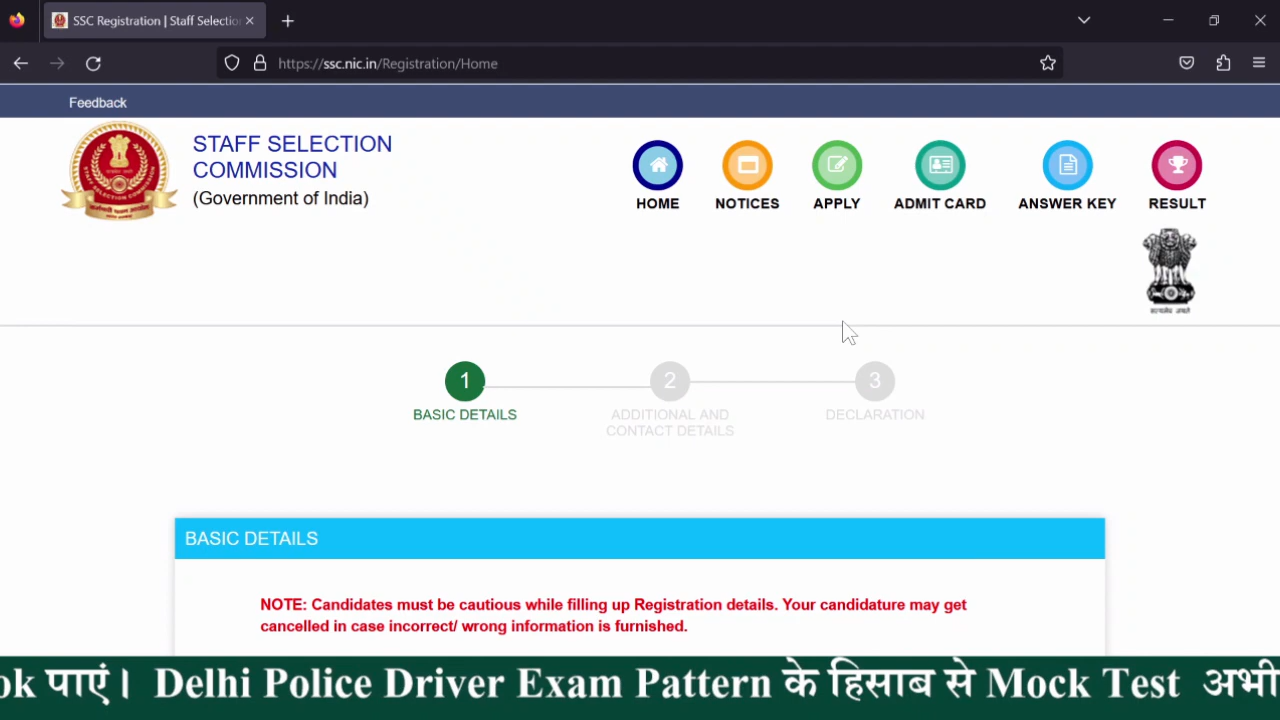 SSC Registration | Staff Selectio
https://ssc.nic.in/Registration/Home
Feedback
STAFF SELECTION
COMMISSION
(Government of India)
HOME
NOTICES
APPLY
ADMIT CARD
ANSWER KEY
RESULT
1
2
3
BASIC DETAILS
ADDITIONAL AND
CONTACT DETAILS
DECLARATION
BASIC DETAILS
NOTE: Candidates must be cautious while filling up Registration details. Your candidature may get
cancelled in case incorrect/ wrong information is furnished.
ok पाएं। Delhi Police Driver Exam Pattern के हिसाब से Mock Test अभी